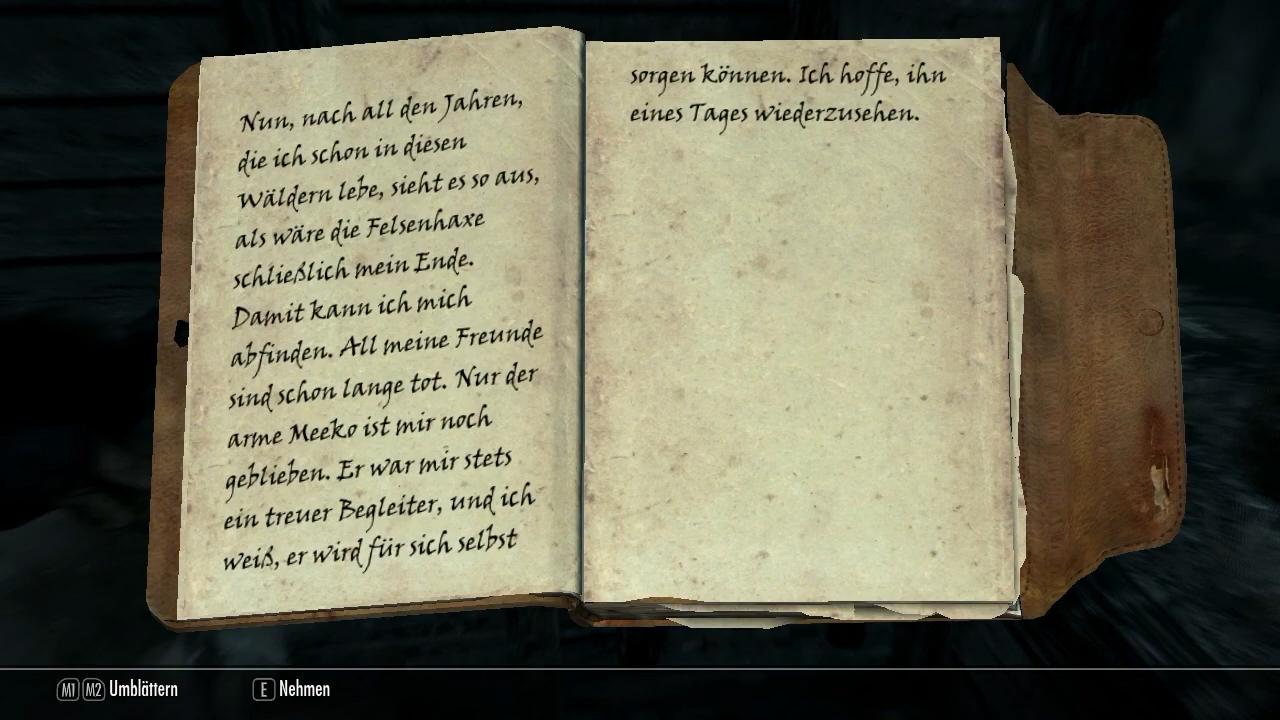 Nun, nach all den Jahren,
die ich schon in diesen
Wäldern lebe, sieht es so aus,
als wäre die Felsenhaxe
schließlich mein Ende.
Damit kann ich mich
abfinden. All meine Freunde
sind schon lange tot. Nur der
arme Meeko ist mir noch
geblieben. Er war mir stets
ein treuer Begleiter, und ich
weiß, er wird für sich selbst
sorgen können. Ich hoffe, ihn
eines Tages wiederzusehen.
M1 M2 Umblättern
E Nehmen